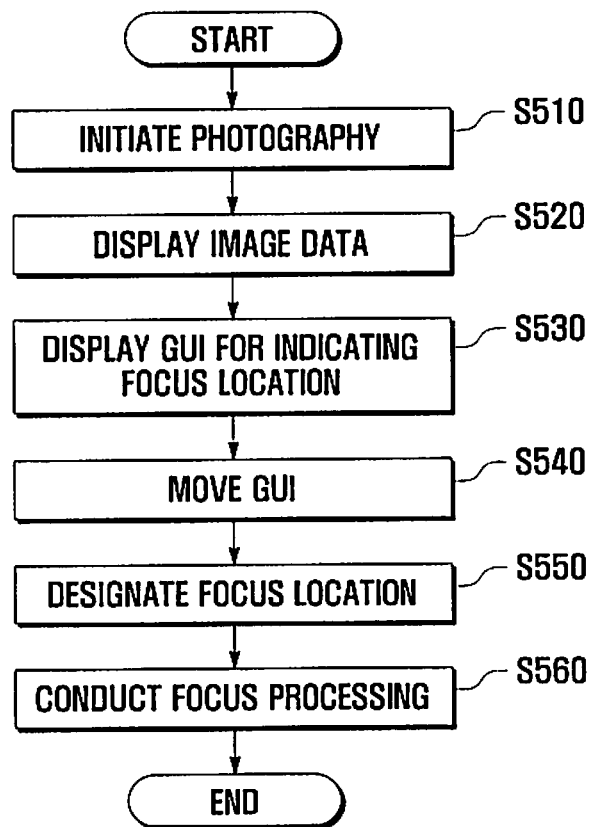 START
INITIATE PHOTOGRAPHY
S510
DISPLAY IMAGE DATA
S520
DISPLAY GUI FOR INDICATING
FOCUS LOCATION
S530
MOVE GUI
S540
DESIGNATE FOCUS LOCATION
S550
CONDUCT FOCUS PROCESSING
S560
END